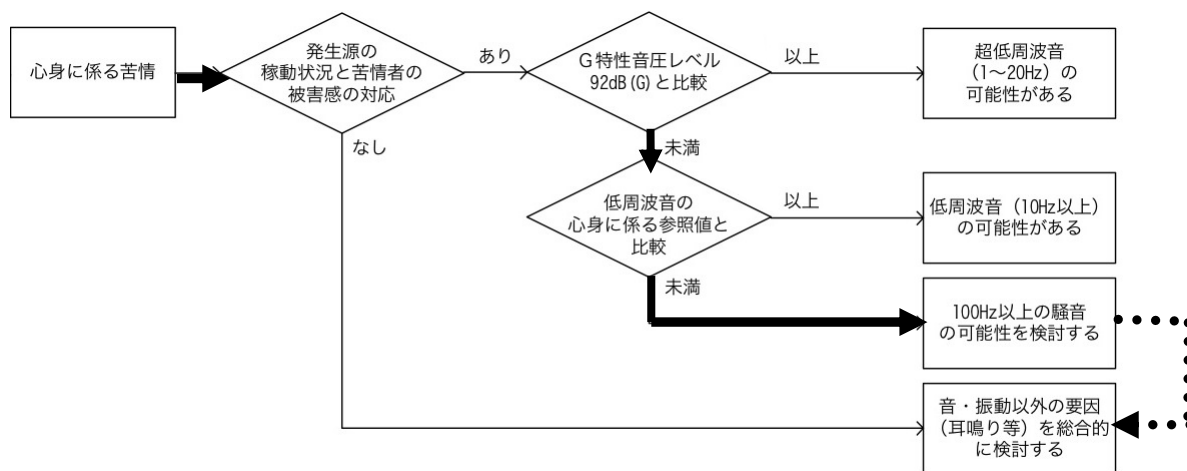 心身に係る苦情
発生源の
稼動状況と苦情者の
被害感の対応
あり
なし
G特性音圧レベル
92dB(G)と比較
以上
未満
超低周波音
(1〜20Hz)の
可能性がある
低周波音の
心身に係る参照値と
比較
以上
未満
低周波音(10Hz以上)
の可能性がある
100Hz以上の騒音
の可能性を検討する
音・振動以外の要因
(耳鳴り等)を総合的
に検討する